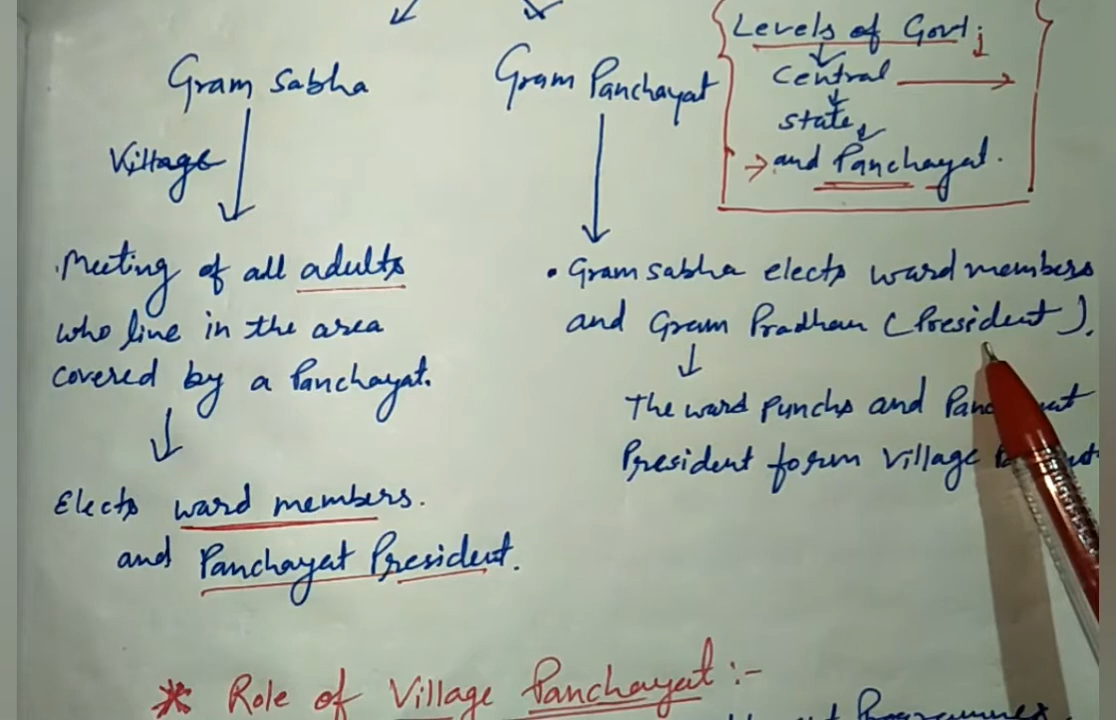 Levels of Govt;
Central
State
and Panchayat.
Gram Sabha
Village
Meeting of all adults
who live in the area
covered by a Panchayat.
Elects ward members.
and Panchayat President.
Gram Panchayat
• Gram sabha elects ward members
and Gram Pradhan (President).
The ward Punchs and
President form Village
* Role of Village Panchayat :-